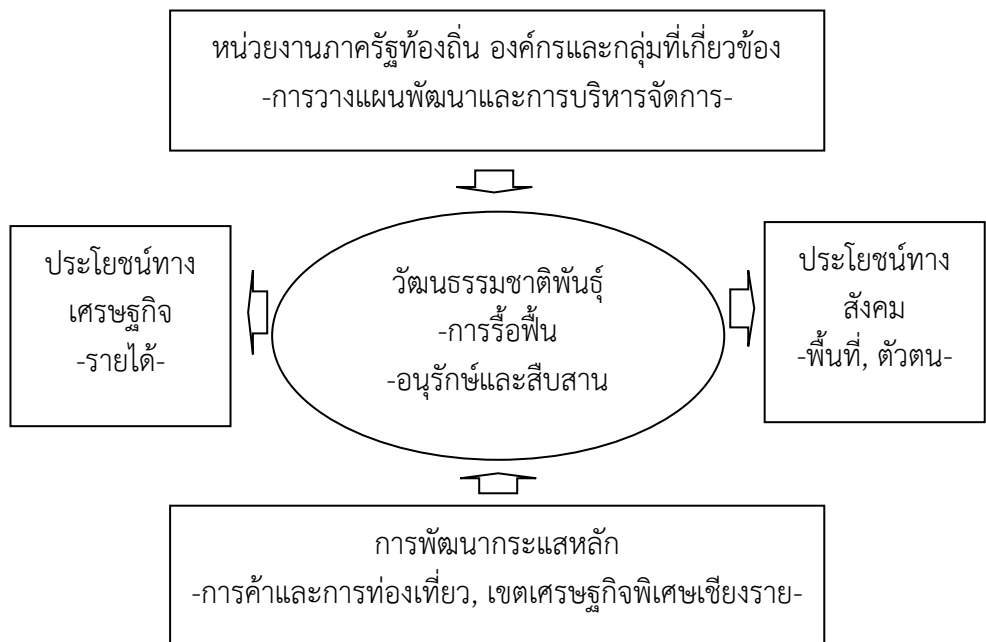 หน่วยงานภาครัฐท้องถิ่น องค์กรและกลุ่มที่เกี่ยวข้อง
-การวางแผนพัฒนาและการบริหารจัดการ-
ประโยชน์ทาง
เศรษฐกิจ
-รายได้-
วัฒนธรรมชาติพันธุ์
-การรื้อฟื้น
-อนุรักษ์และสืบสาน
ประโยชน์ทาง
สังคม
-พื้นที่, ตัวตน-
การพัฒนากระแสหลัก
-การค้าและการท่องเที่ยว, เขตเศรษฐกิจพิเศษเชียงราย-